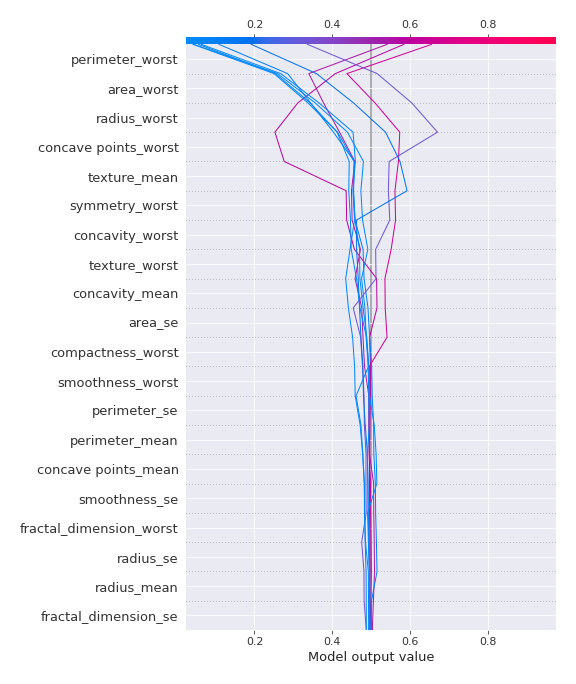 0.2 0.4 0.6 0.8
perimeter_worst
area_worst
radius_worst
concave points_worst
texture_mean
symmetry_worst
concavity_worst
texture_worst
concavity_mean
area_se
compactness_worst
smoothness_worst
perimeter_se
perimeter_mean
concave points_mean
smoothness_se
fractal_dimension_worst
radius_se
radius_mean
fractal_dimension_se
0.2 0.4 0.6 0.8
Model output value